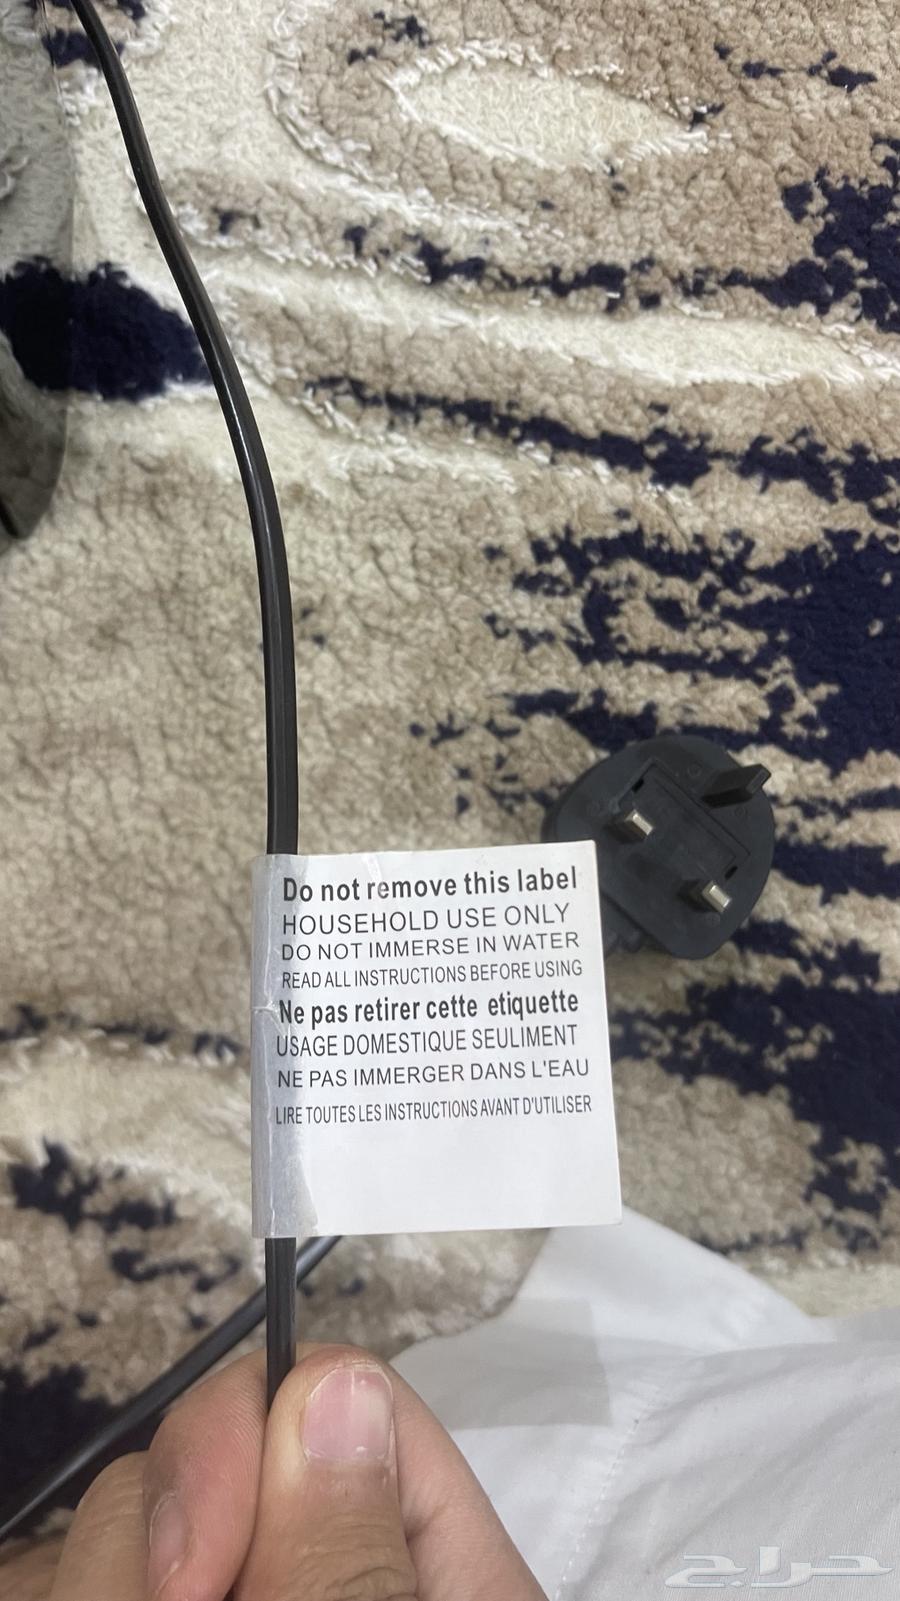 Do not remove this label
HOUSEHOLD USE ONLY
DO NOT IMMERSE IN WATER
READ ALL INSTRUCTIONS BEFORE USING
Ne pas retirer cette etiquette
USAGE DOMESTIQUE SEULIMENT
NE PAS IMMERGER DANS L'EAU
LIRE TOUTES LES INSTRUCTIONS AVANT D'UTILISER
حراج